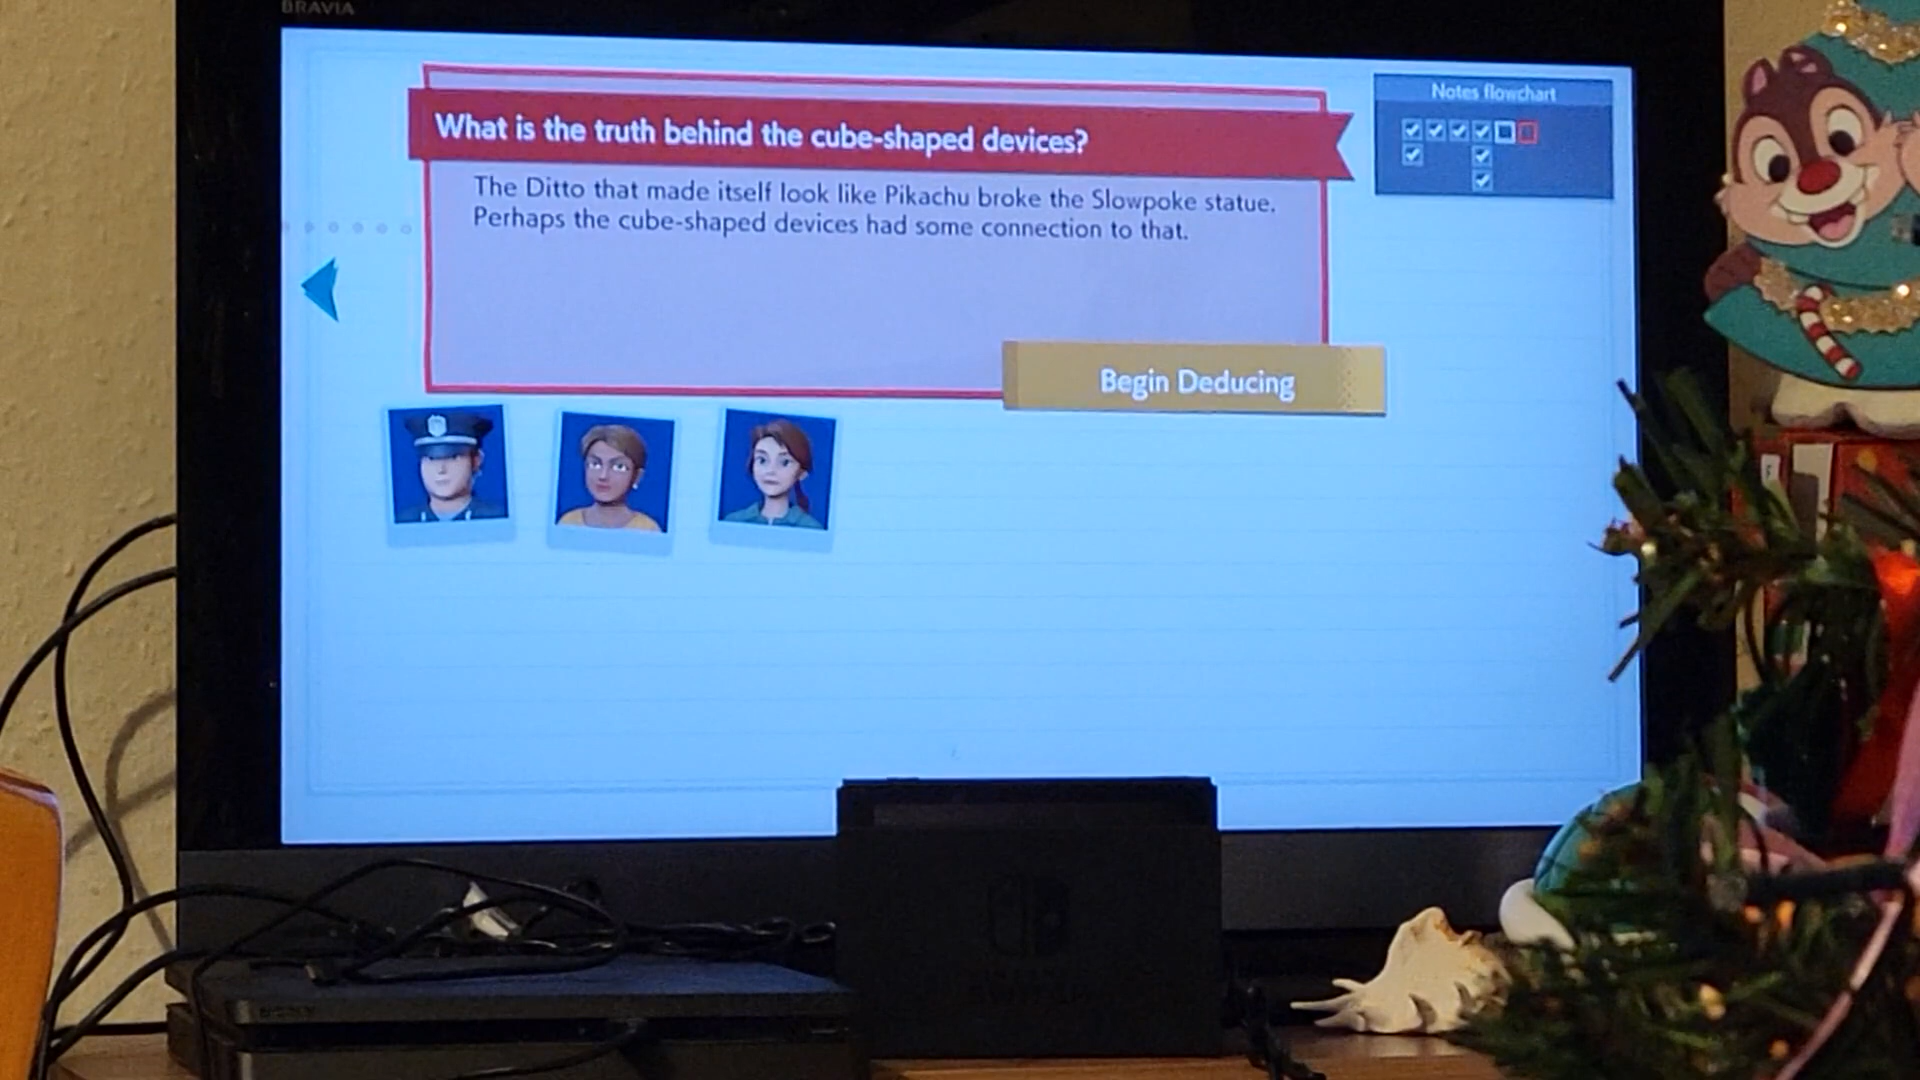 BRAVIA
What is the truth behind the cube-shaped devices?
The Ditto that made itself look like Pikachu broke the Slowpoke statue.
Perhaps the cube-shaped devices had some connection to that.
Begin Deducing
Notes flowchart